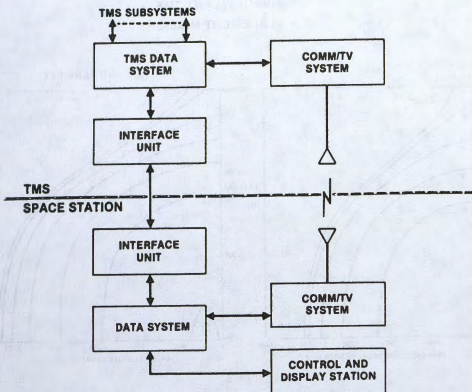 TMS SUBSYSTEMS
TMS DATA
SYSTEM
COMM/TV
SYSTEM
INTERFACE
UNIT
TMS
SPACE STATION
INTERFACE
UNIT
DATA SYSTEM
COMM/TV
SYSTEM
CONTROL AND
DISPLAY STATION